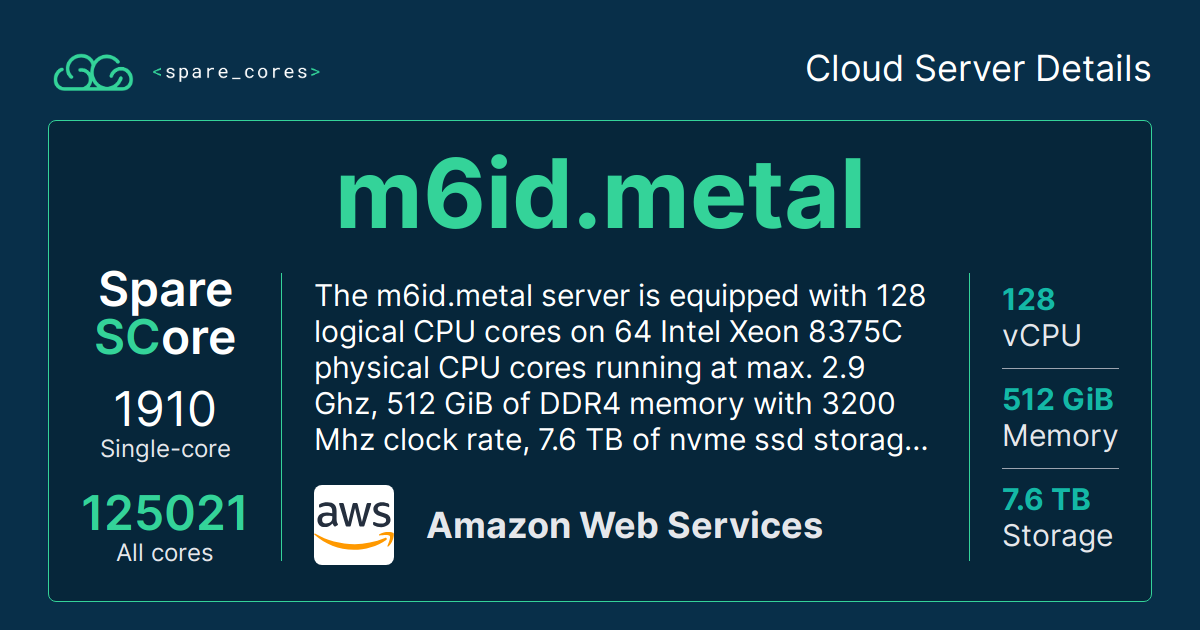 <spare_cores>
Cloud Server Details
m6id.metal
Spare
SCore
1910
Single-core
125021
All cores
The m6id.metal server is equipped with 128
logical CPU cores on 64 Intel Xeon 8375C
physical CPU cores running at max. 2.9
Ghz, 512 GiB of DDR4 memory with 3200
Mhz clock rate, 7.6 TB of nvme ssd storag...
aws
Amazon Web Services
128
vCPU
512 GiB
Memory
7.6 TB
Storage